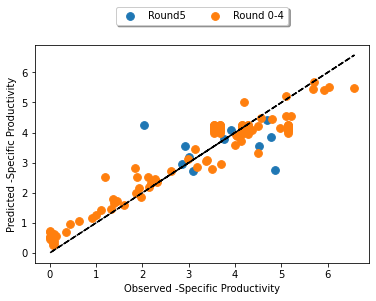 Round5 Round 0-4
Predicted -Specific Productivity
6
5
4
3
2
1
0
0 1 2 3 4 5 6
Observed -Specific Productivity